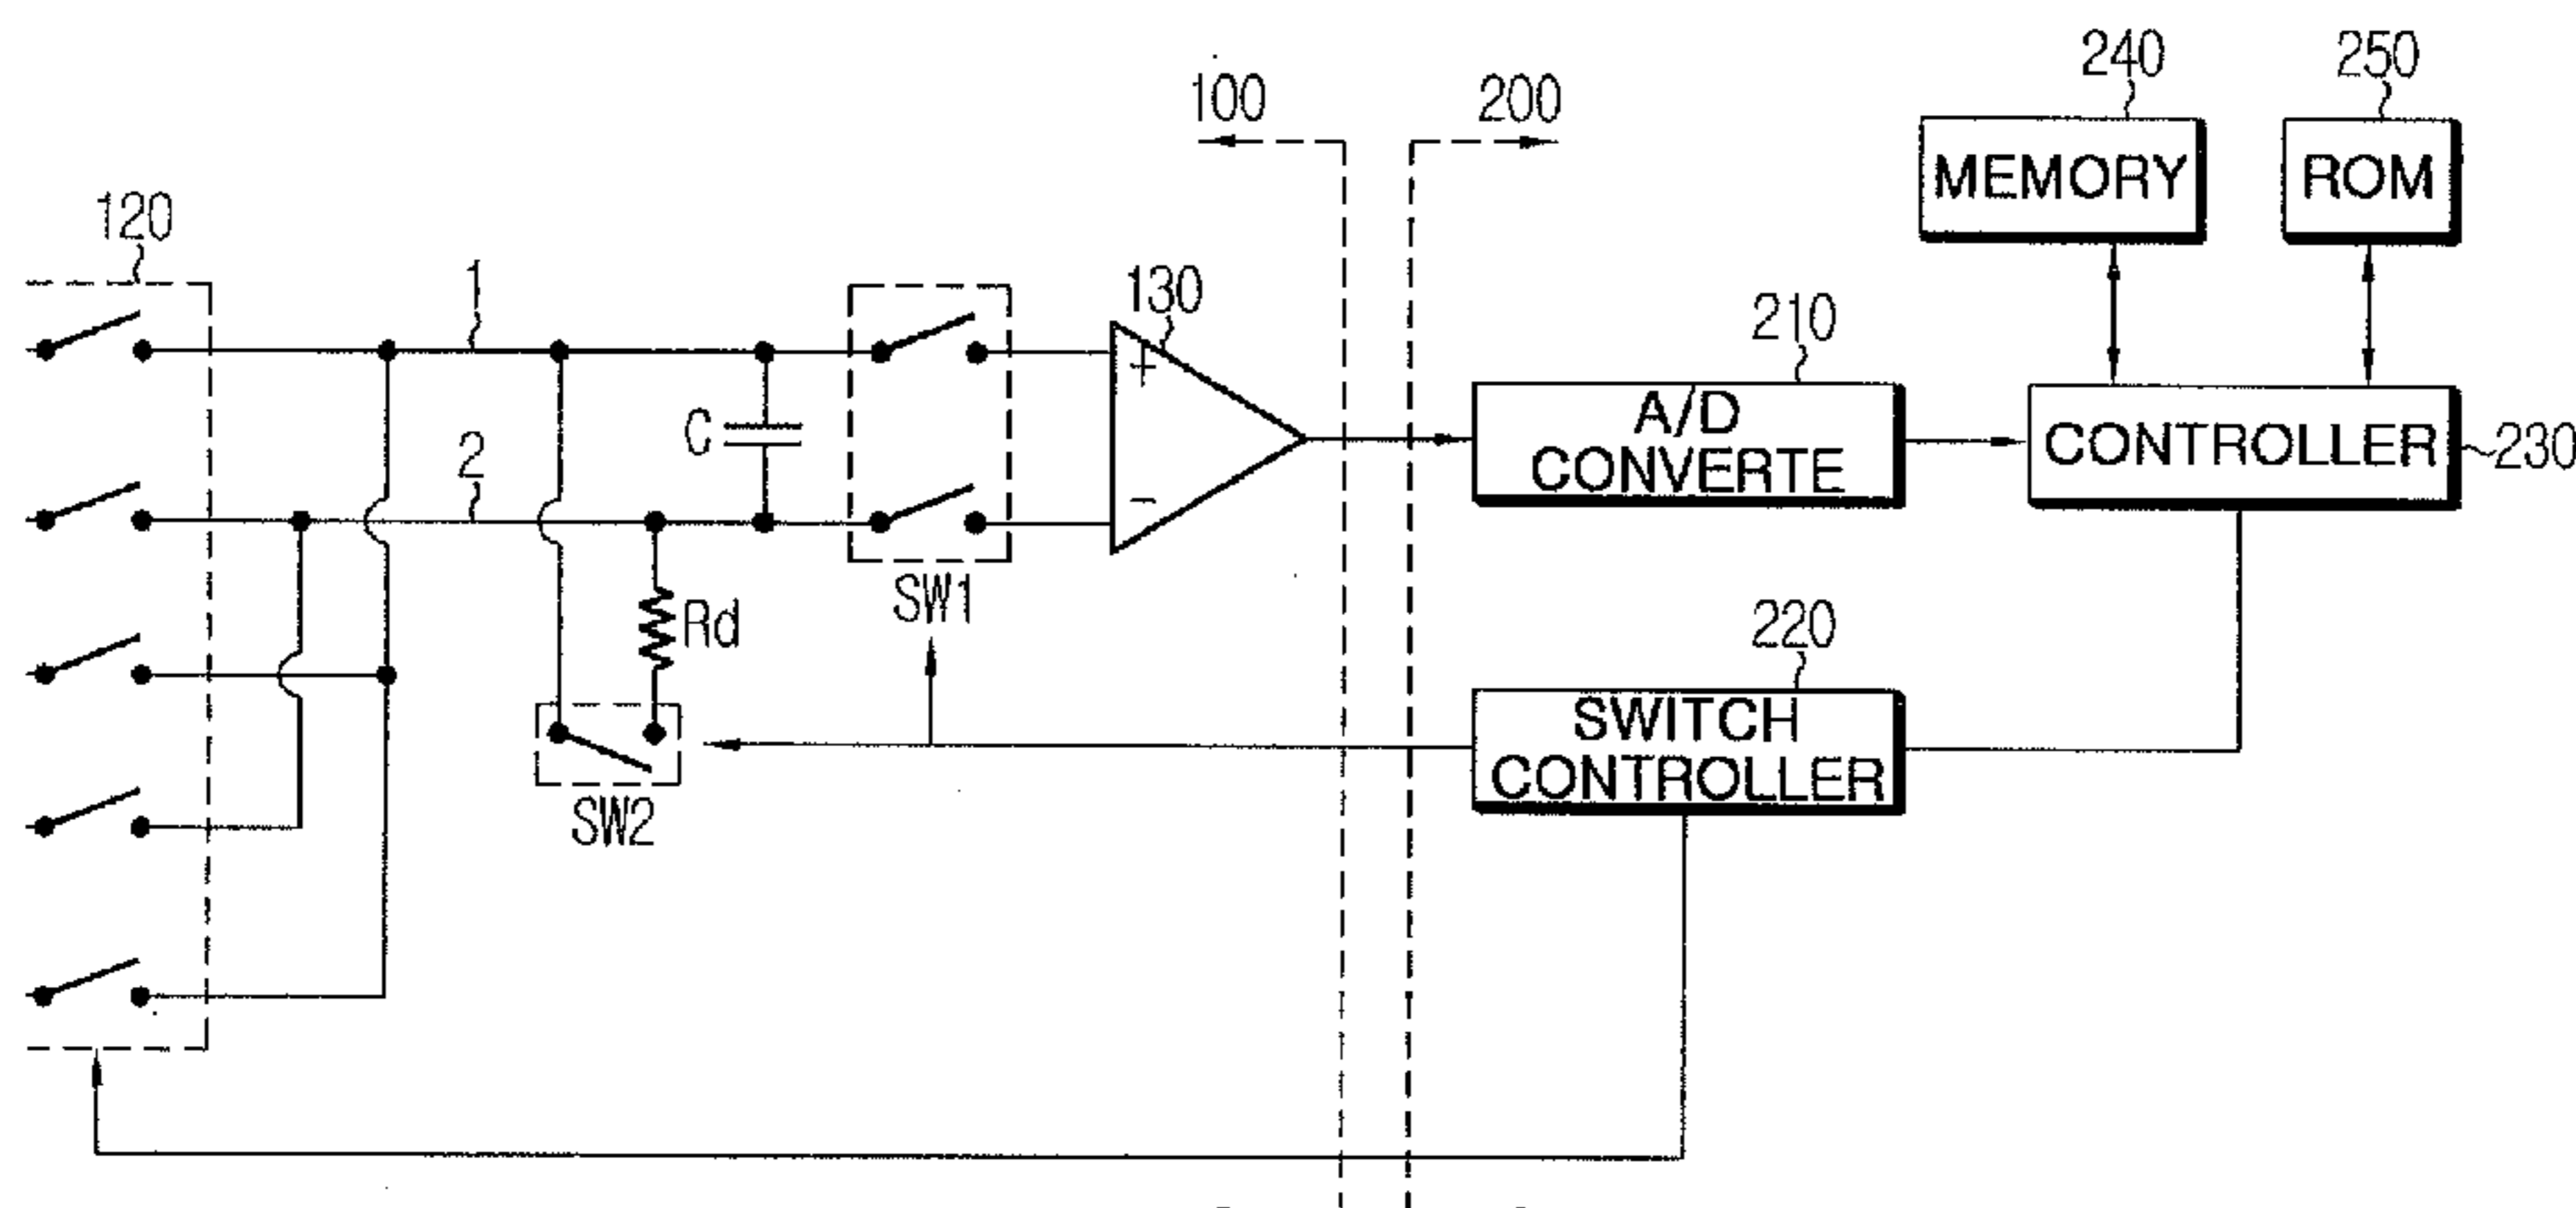 240
250
100
200
MEMORY
ROM
120
1
130
+
210
A/D
CONVERTE
C
2
CONTROLLER
230
-
SW1
Rd
220
SWITCH
CONTROLLER
SW2